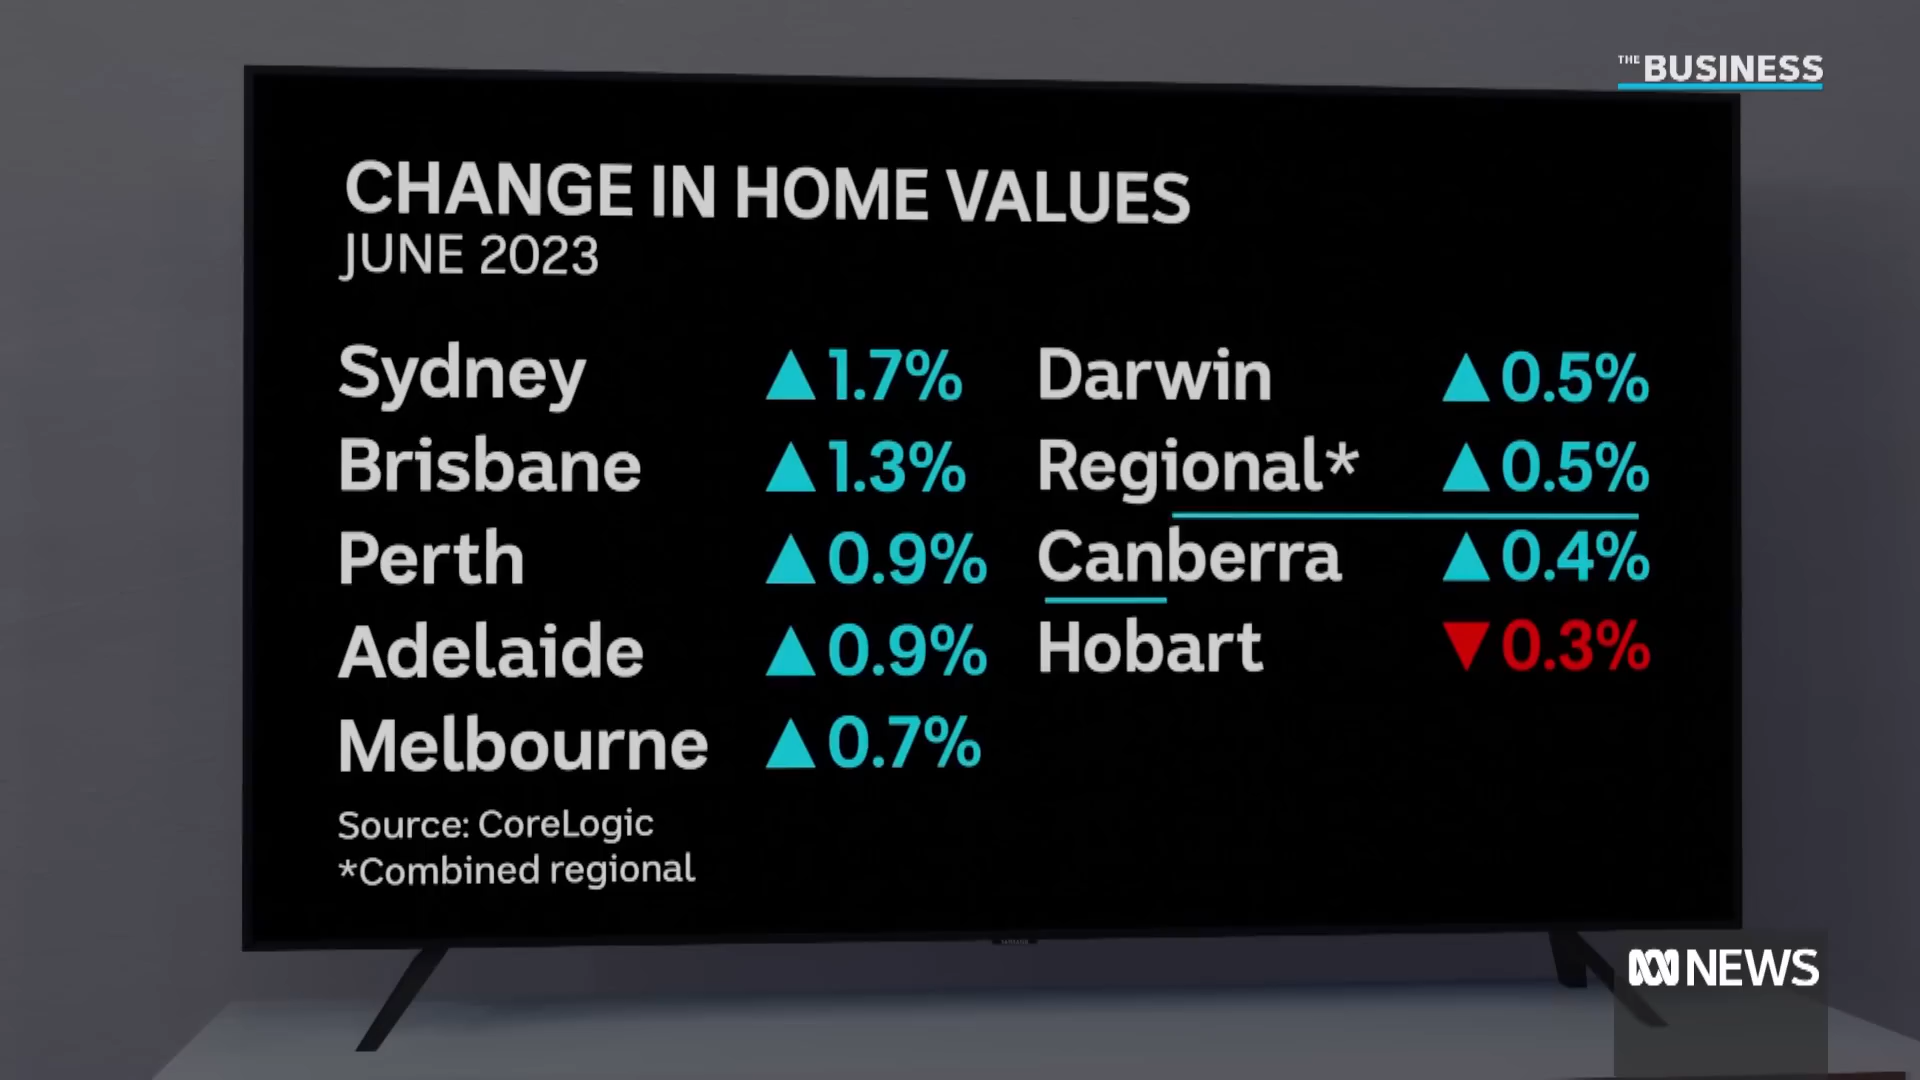 THE BUSINESS
CHANGE IN HOME VALUES
JUNE 2023
Sydney ▲1.7%
Brisbane ▲1.3%
Perth ▲0.9%
Adelaide ▲0.9%
Melbourne ▲0.7%
Darwin ▲0.5%
Regional* ▲0.5%
Canberra ▲0.4%
Hobart ▼0.3%
Source: CoreLogic
*Combined regional
NEWS